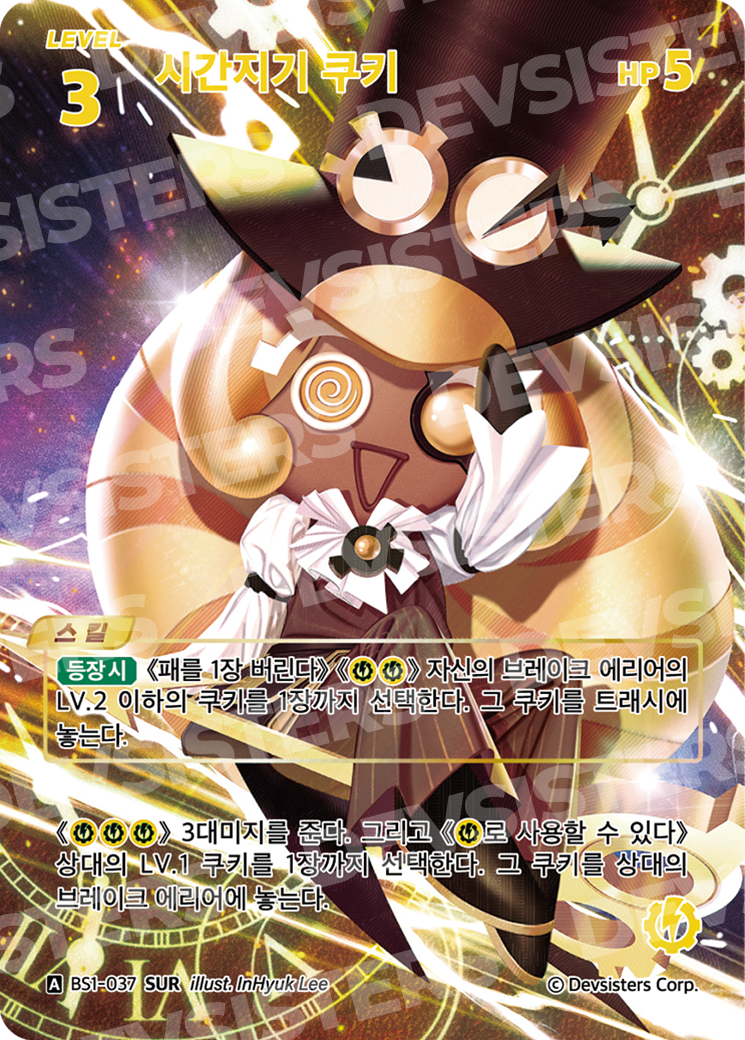 LEVEL
3
시간지기 쿠키
HP 5
스킬
등장 시 《패를 1장 버린다》《》 자신의 브레이크 에리어의
LV.2 이하의 쿠키를 1장까지 선택한다. 그 쿠키를 트래시에
놓는다.
《》 3대미지를 준다. 그리고 《로 사용할 수 있다》
상대의 LV.1 쿠키를 1장까지 선택한다. 그 쿠키를 상대의
브레이크 에리어에 놓는다.
A BS1-037 SUR illust. InHyuk Lee
© Devsisters Corp.
DEVSISTERS